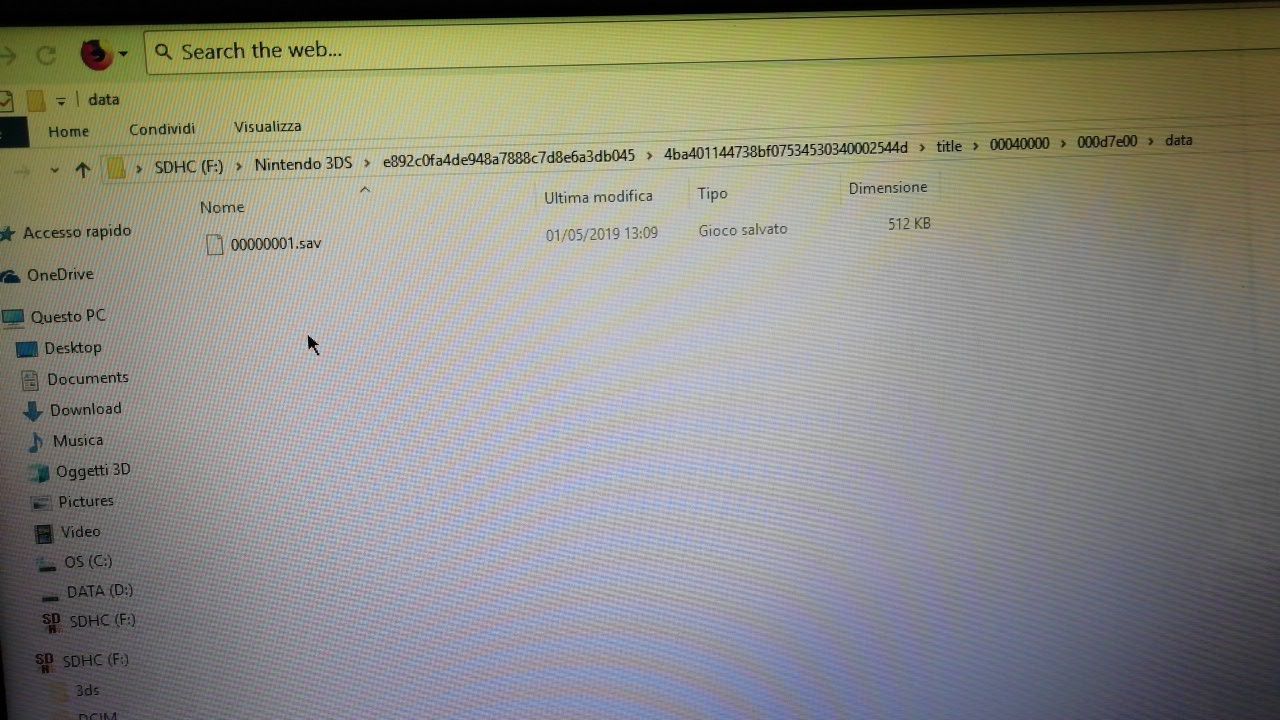 Search the web...
data
Home Condividi Visualizza
SDHC (F:) Nintendo 3DS e892c0fa4de948a7888c7d8e6a3db045 4ba401144738bf07534530340002544d title 00040000 000d7e00 data
Nome Ultima modifica Tipo Dimensione
00000001.sav 01/05/2019 13:09 Gioco salvato 512 KB
Accesso rapido
OneDrive
Questo PC
Desktop
Documents
Download
Musica
Oggetti 3D
Pictures
Video
OS (C:)
DATA (D:)
SDHC (F:)
SDHC (F:)
3ds
DCIM